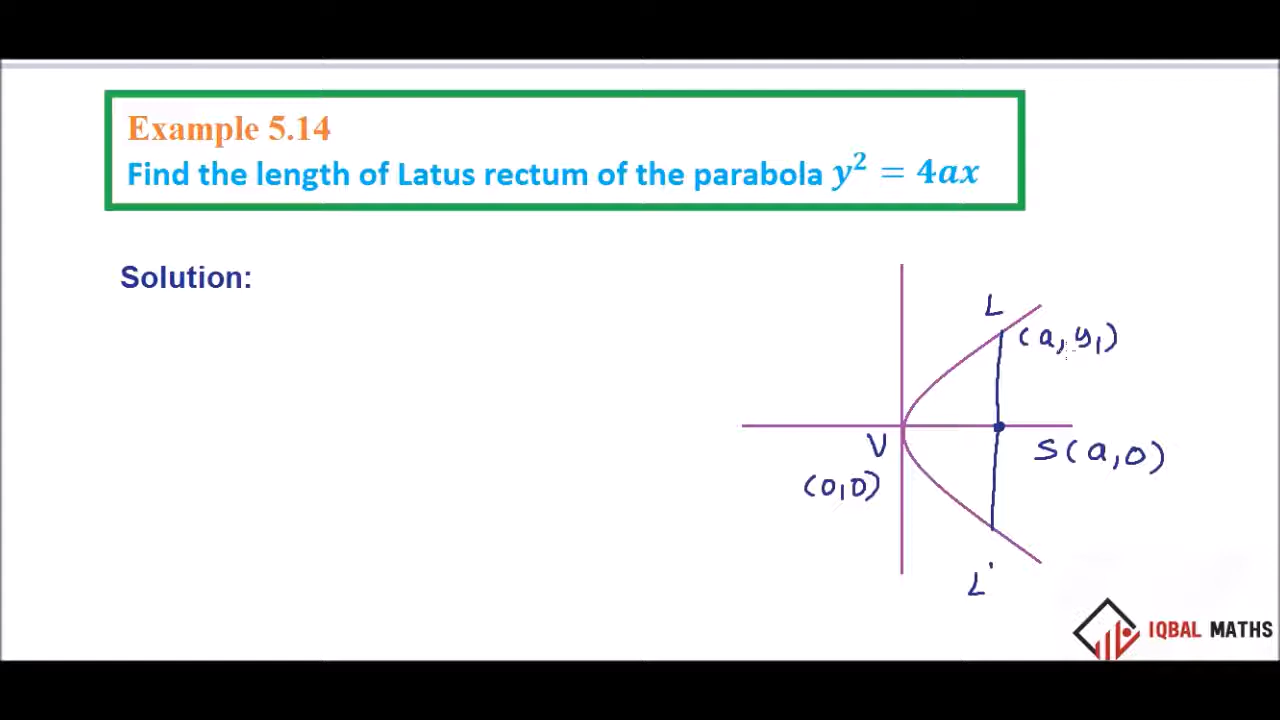 Example 5.14
Find the length of Latus rectum of the parabola y² = 4ax
Solution:
L
(a, y₁)
V
S(a,0)
(0,0)
L'
IQBAL MATHS